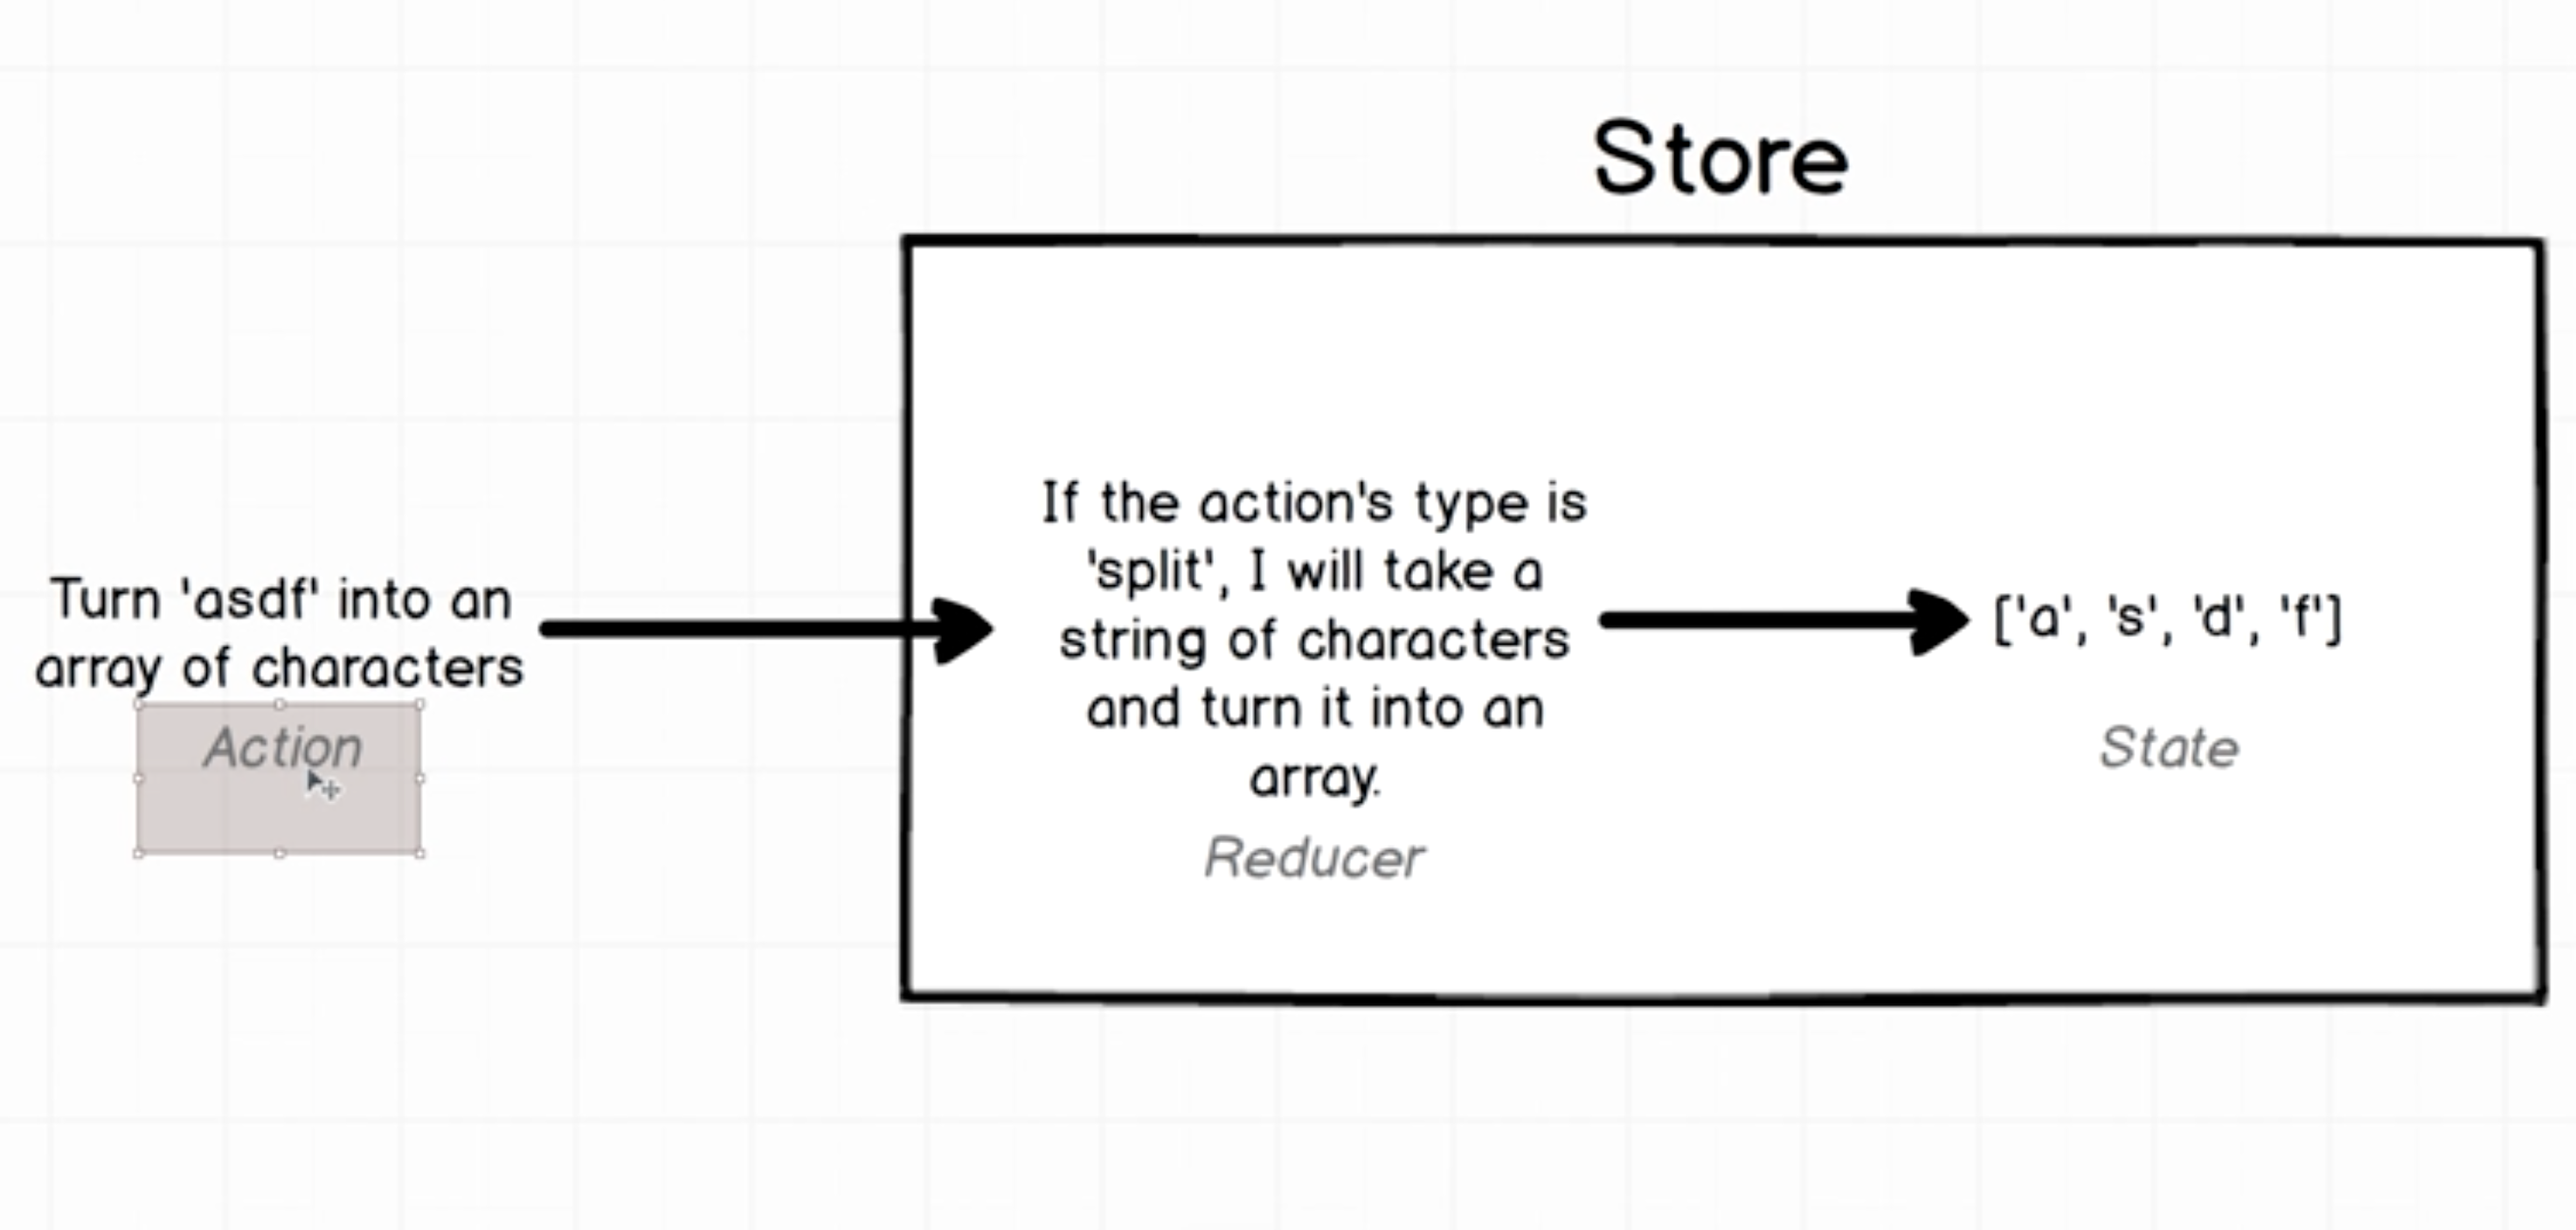 Store
Turn 'asdf' into an
array of characters
Action
If the action's type is
'split', I will take a
string of characters
and turn it into an
array.
Reducer
['a', 's', 'd', 'f']
State